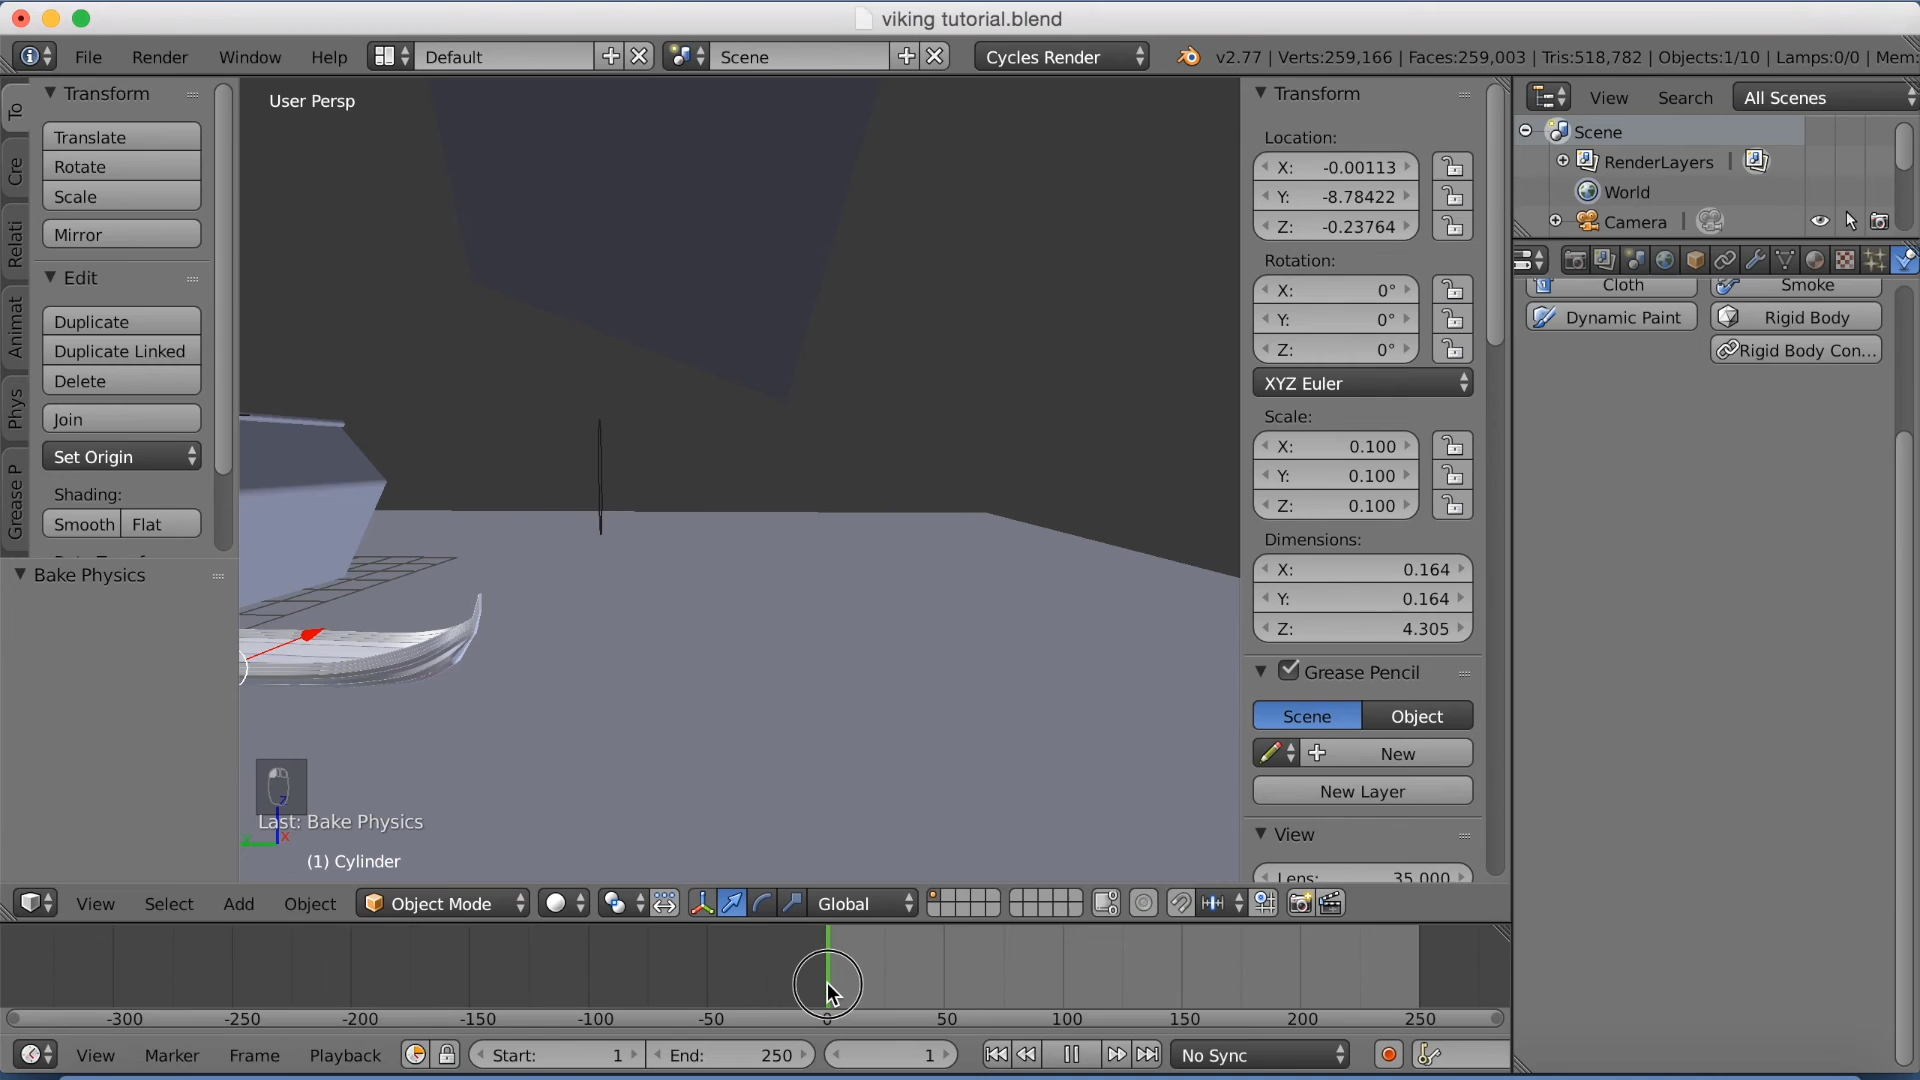 viking tutorial.blend
File Render Window Help Default Scene Cycles Render v2.77 | Verts:259,166 | Faces:259,003 | Tris:518,782 | Objects:1/10 | Lamps:0/0 | Mem:
Transform
Translate
Rotate
Scale
Mirror
Edit
Duplicate
Duplicate Linked
Delete
Join
Set Origin
Shading:
Smooth Flat
Bake Physics
To
Cre
Relati
Animat
Phys
Grease P
User Persp
Last: Bake Physics
(1) Cylinder
Z
X
Transform
Location:
X: -0.00113
Y: -8.78422
Z: -0.23764
Rotation:
X: 0°
Y: 0°
Z: 0°
XYZ Euler
Scale:
X: 0.100
Y: 0.100
Z: 0.100
Dimensions:
X: 0.164
Y: 0.164
Z: 4.305
Grease Pencil
Scene Object
New
New Layer
View
Lens: 35.000
View Search All Scenes
Scene
RenderLayers |
World
Camera |
Cloth Smoke
Dynamic Paint Rigid Body
Rigid Body Con...
View Select Add Object Object Mode Global
-300 -250 -200 -150 -100 -50 0 50 100 150 200 250
View Marker Frame Playback Start: 1 End: 250 1 No Sync